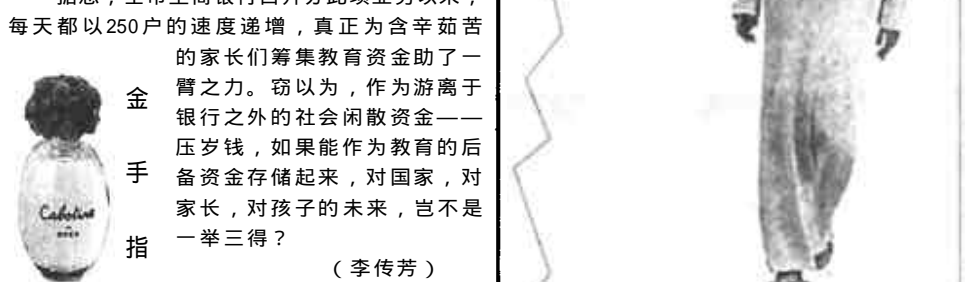 据悉，工
每天都以250户的速度递增，真正为含辛茹苦
的家长们筹集教育资金助了一
臂之力。窃以为，作为游离于
银行之外的社会闲散资金——
压岁钱，如果能作为教育的后
备资金存储起来，对国家，对
家长，对孩子的未来，岂不是
一举三得？
（李传芳）
金
手
指
Cabotine